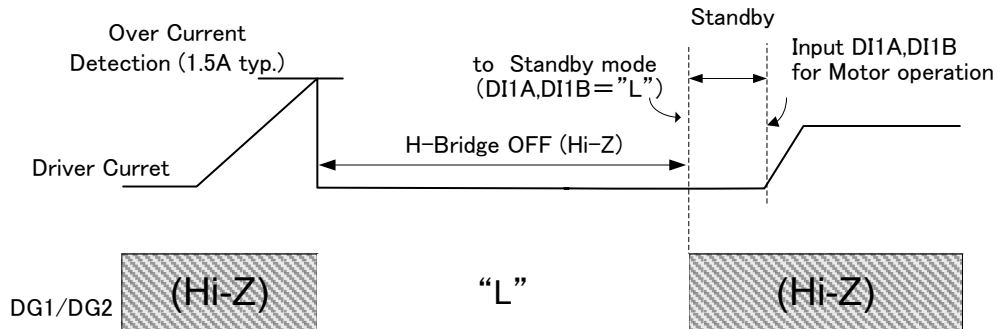 Standby
Over Current
Detection (1.5A typ.)
to Standby mode
(DI1A,DI1B="L")
Input DI1A,DI1B
for Motor operation
H-Bridge OFF (Hi-Z)
Driver Curret
DG1/DG2
(Hi-Z)
“L”
(Hi-Z)